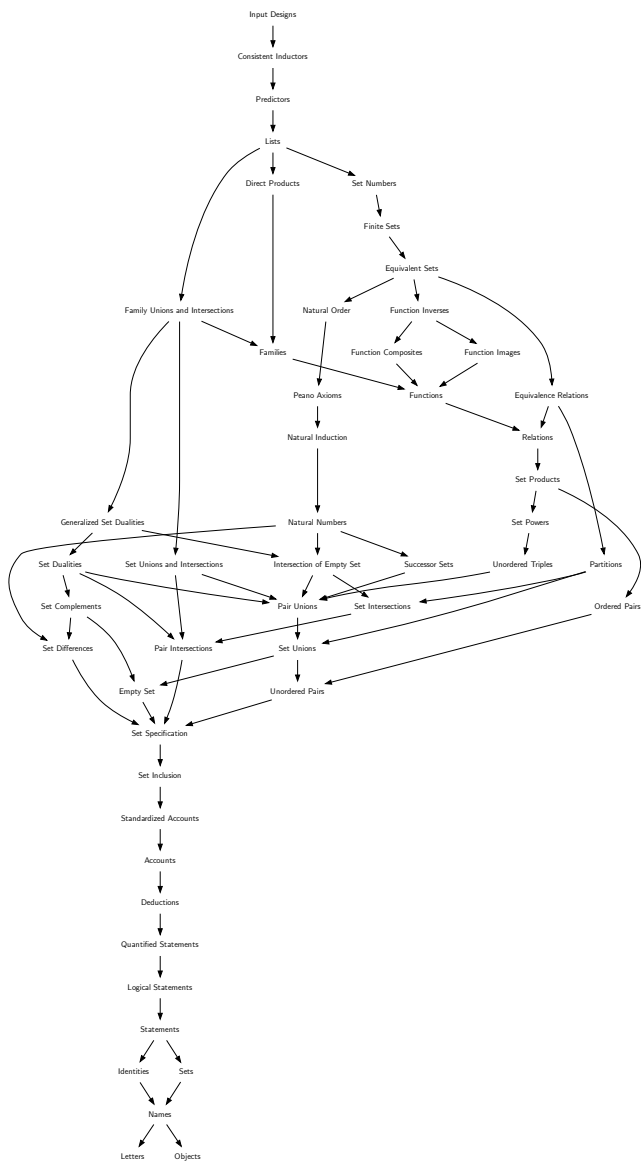 Input Designs
Consistent Inductors
Predictors
Lists
Direct Products
Set Numbers
Finite Sets
Equivalent Sets
Family Unions and Intersections
Natural Order
Function Inverses
Families
Function Composites
Function Images
Peano Axioms
Functions
Equivalence Relations
Natural Induction
Relations
Set Products
Generalized Set Dualities
Natural Numbers
Set Powers
Set Dualities
Set Unions and Intersections
Intersection of Empty Set
Successor Sets
Unordered Triples
Partitions
Set Complements
Pair Unions
Set Intersections
Ordered Pairs
Set Differences
Pair Intersections
Set Unions
Empty Set
Unordered Pairs
Set Specification
Set Inclusion
Standardized Accounts
Accounts
Deductions
Quantified Statements
Logical Statements
Statements
Identities
Sets
Names
Letters
Objects